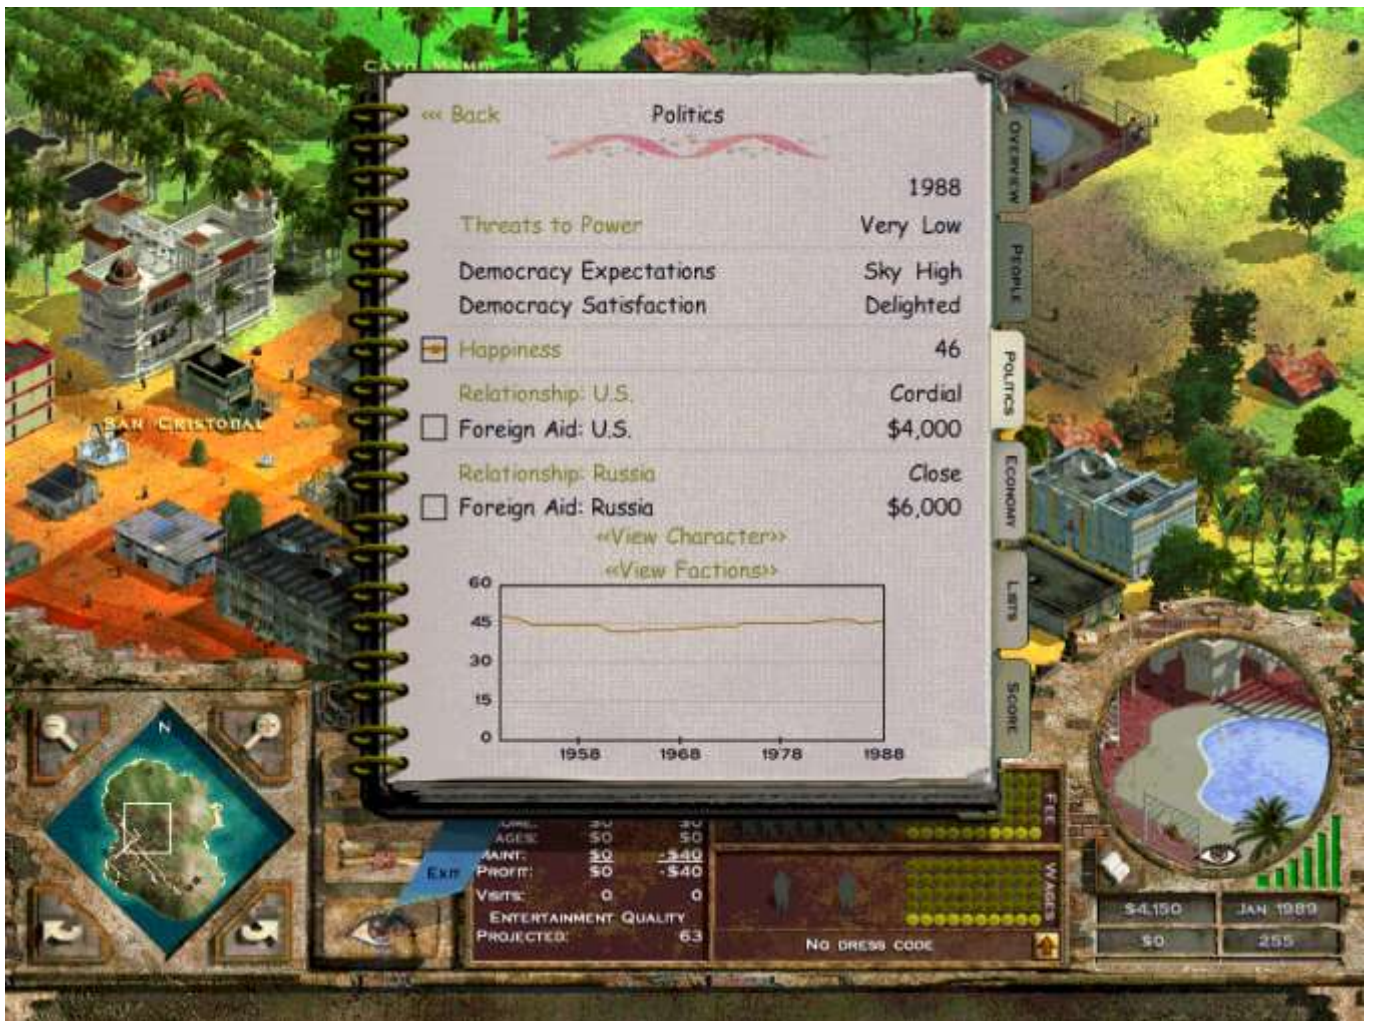 <<< Back Politics
1988
Threats to Power Very Low
Democracy Expectations Sky High
Democracy Satisfaction Delighted
Happiness 46
Relationship: U.S. Cordial
Foreign Aid: U.S. $4,000
Relationship: Russia Close
Foreign Aid: Russia $6,000
<<View Character>>
<<View Factions>>
60
45
30
15
0
1958 1968 1978 1988
OVERVIEW
PEOPLE
POLITICS
ECONOMY
LISTS
SCORE
SAN CRISTOBAL
N
EXIT
$0 $0
$0 $0
MAINT: $0 -$40
PROFIT: $0 -$40
VISITS: 0 0
ENTERTAINMENT QUALITY
PROJECTED: 63
FEE
WAGES
NO DRESS CODE
$4,150 JAN 1989
$0 255